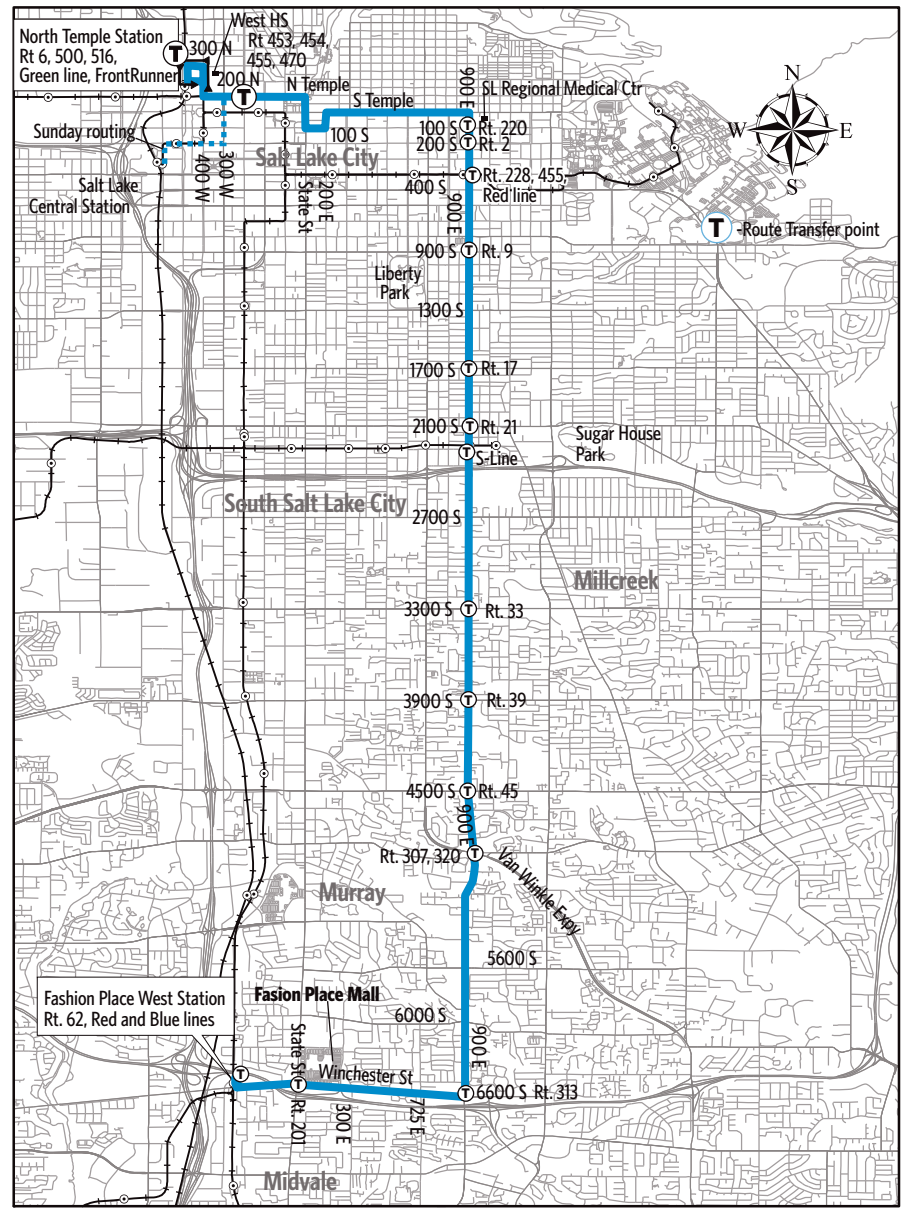 North Temple Station
Rt 6, 500, 516,
Green line, FrontRunner
T
300 N
200 N
West HS
Rt 453, 454,
455, 470
T
N Temple
S Temple
900 E
SL Regional Medical Ctr
N
W
E
S
Sunday routing
100 S
100 S
T
Rt. 220
200 S
T
Rt. 2
Salt Lake City
400 W
300 W
Salt Lake
Central Station
State St
200 E
400 S
T
Rt. 228, 455,
Red line
900 E
T
-Route Transfer point
900 S
T
Rt. 9
Liberty
Park
1300 S
1700 S
T
Rt. 17
2100 S
T
Rt. 21
Sugar House
Park
T
S-Line
South Salt Lake City
2700 S
Millcreek
3300 S
T
Rt. 33
3900 S
T
Rt. 39
4500 S
T
Rt. 45
900 E
Rt. 307, 320
T
Van Winkle Expy
Murray
5600 S
Fashion Place West Station
Rt. 62, Red and Blue lines
Fasion Place Mall
6000 S
900 E
State St
Winchester St
T
T
Rt. 201
300 E
725 E
T
6600 S Rt. 313
Midvale